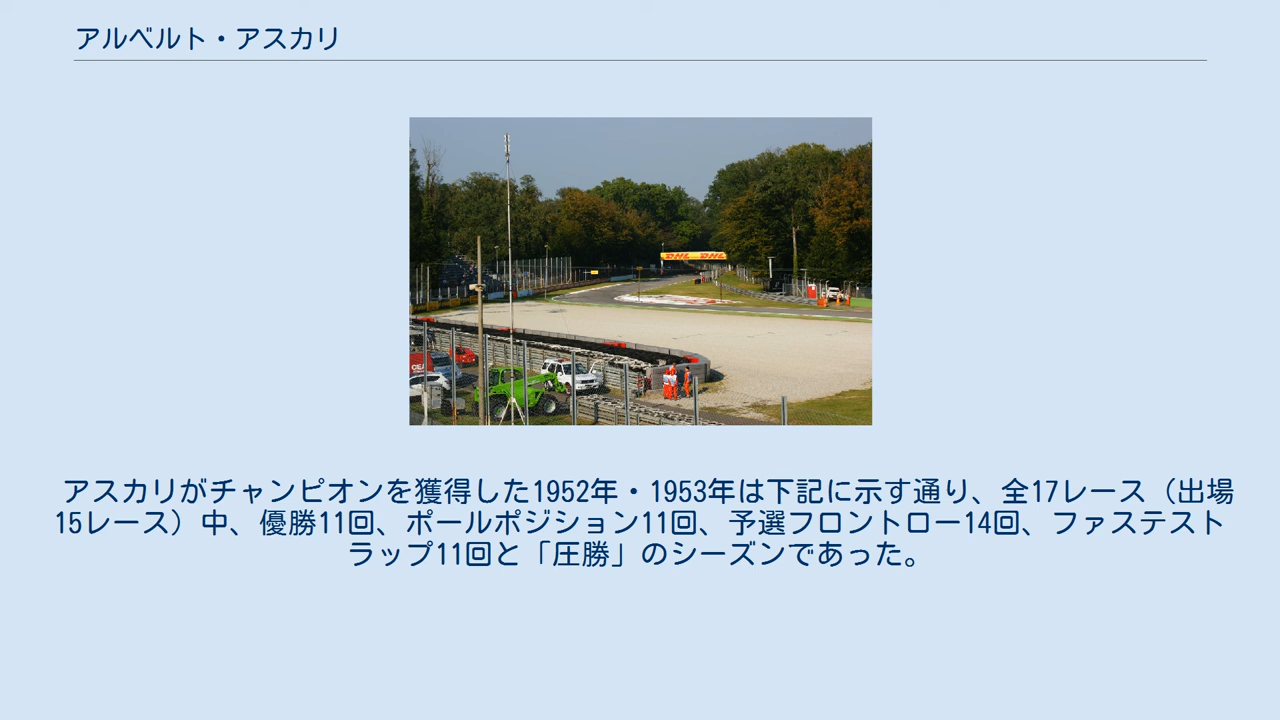 アルベルト・アスカリ
DHL DHL
CEA
アスカリがチャンピオンを獲得した1952年・1953年は下記に示す通り、全17レース（出場
15レース）中、優勝11回、ポールポジション11回、予選フロントロー14回、ファステスト
ラップ11回と「圧勝」のシーズンであった。